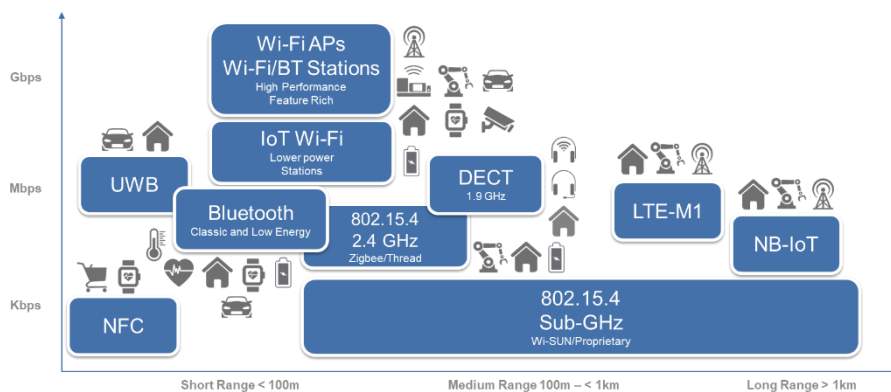 Gbps
Wi-Fi APs
Wi-Fi/BT Stations
High Performance
Feature Rich
IoT Wi-Fi
Lower power
Stations
Mbps
UWB
DECT
1.9 GHz
Bluetooth
Classic and Low Energy
802.15.4
2.4 GHz
Zigbee/Thread
LTE-M1
NB-IoT
Kbps
NFC
802.15.4
Sub-GHz
Wi-SUN/Proprietary
Short Range < 100m
Medium Range 100m – < 1km
Long Range > 1km